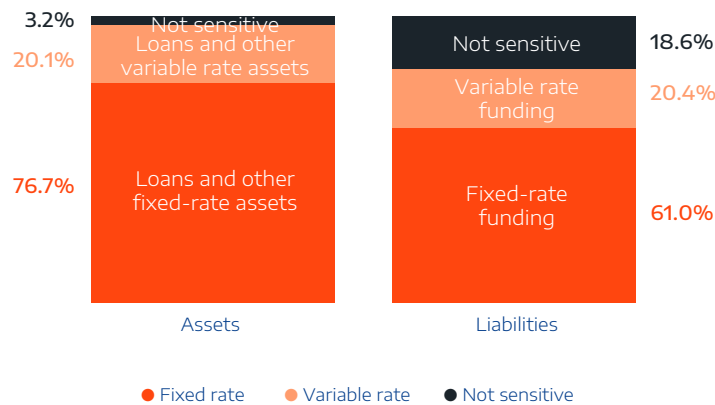 3.2%
Not sensitive
20.1%
Loans and other
variable rate assets
76.7%
Loans and other
fixed-rate assets
Not sensitive
18.6%
Variable rate
funding
20.4%
Fixed-rate
funding
61.0%
Assets
Liabilities
Fixed rate
Variable rate
Not sensitive